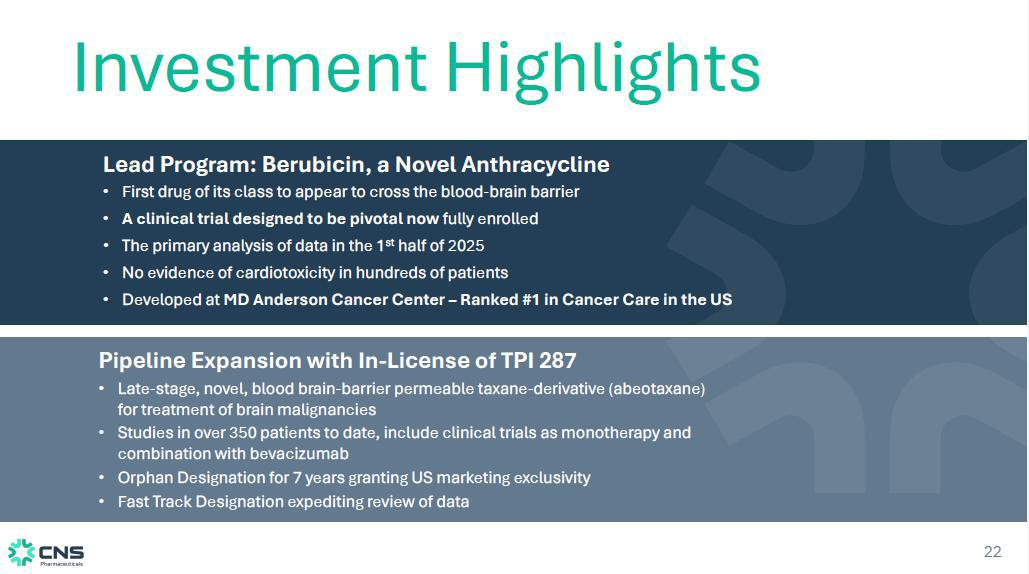 Investment Highlights
Lead Program: Berubicin, a Novel Anthracycline
• First drug of its class to appear to cross the blood-brain barrier
• A clinical trial designed to be pivotal now fully enrolled
• The primary analysis of data in the 1st half of 2025
• No evidence of cardiotoxicity in hundreds of patients
• Developed at MD Anderson Cancer Center – Ranked #1 in Cancer Care in the US
Pipeline Expansion with In-License of TPI 287
• Late-stage, novel, blood brain-barrier permeable taxane-derivative (abeotaxane)
for treatment of brain malignancies
• Studies in over 350 patients to date, include clinical trials as monotherapy and
combination with bevacizumab
• Orphan Designation for 7 years granting US marketing exclusivity
• Fast Track Designation expediting review of data
CNS
Pharmaceuticals
22